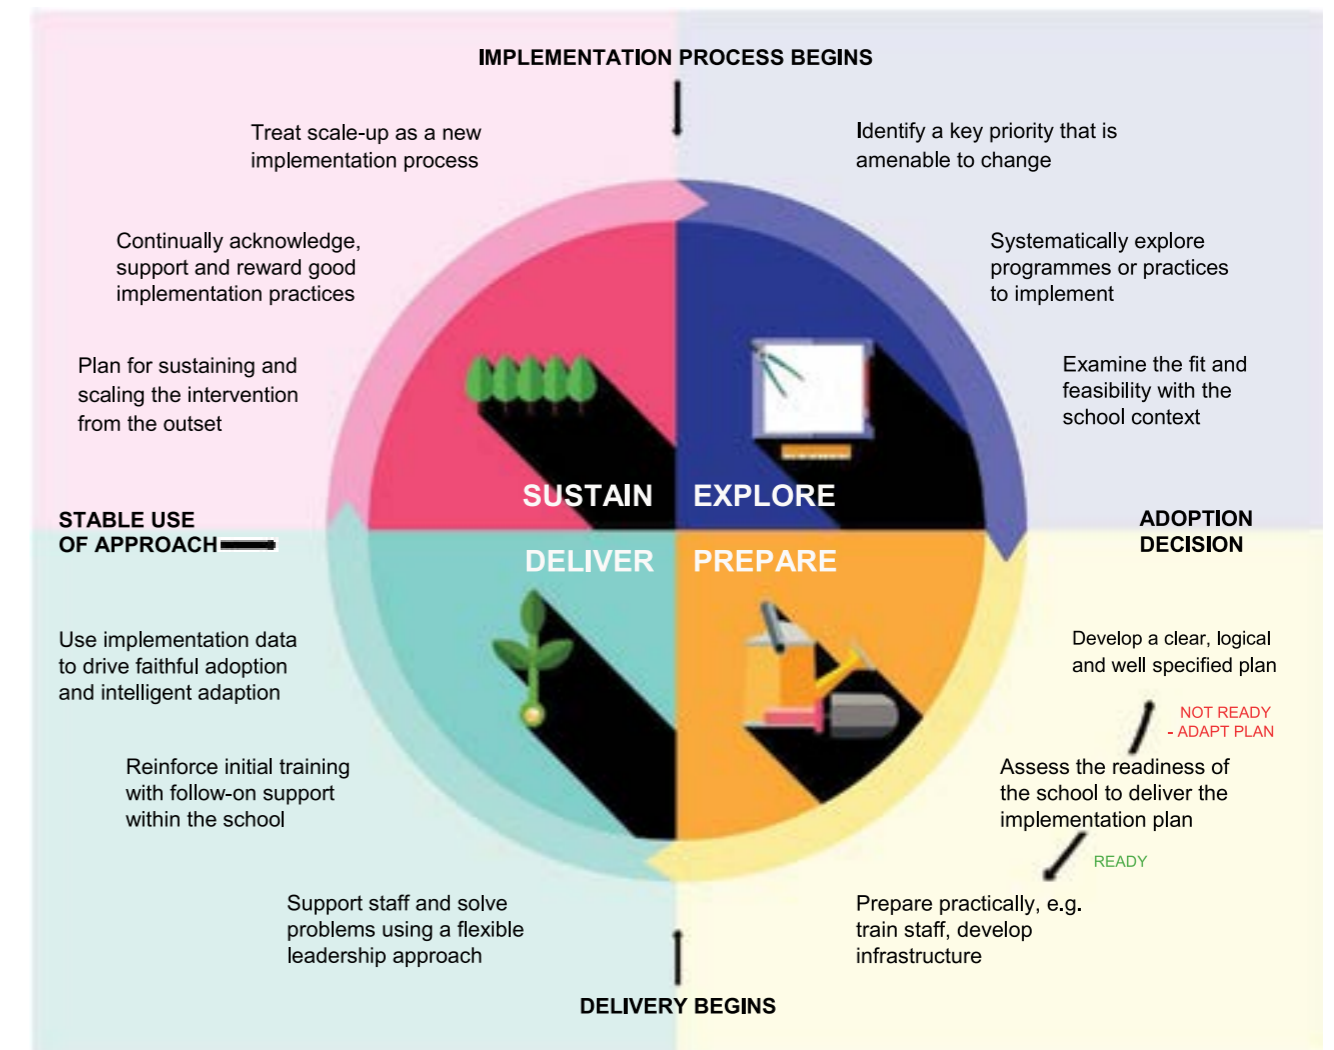 IMPLEMENTATION PROCESS BEGINS
Identify a key priority that is
amenable to change
Systematically explore
programmes or practices
to implement
Examine the fit and
feasibility with the
school context
EXPLORE
ADOPTION
DECISION
PREPARE
Develop a clear, logical
and well specified plan
NOT READY
- ADAPT PLAN
Assess the readiness of
the school to deliver the
implementation plan
READY
Prepare practically, e.g.
train staff, develop
infrastructure
DELIVERY BEGINS
DELIVER
Support staff and solve
problems using a flexible
leadership approach
Reinforce initial training
with follow-on support
within the school
Use implementation data
to drive faithful adoption
and intelligent adaption
STABLE USE
OF APPROACH
SUSTAIN
Plan for sustaining and
scaling the intervention
from the outset
Continually acknowledge,
support and reward good
implementation practices
Treat scale-up as a new
implementation process